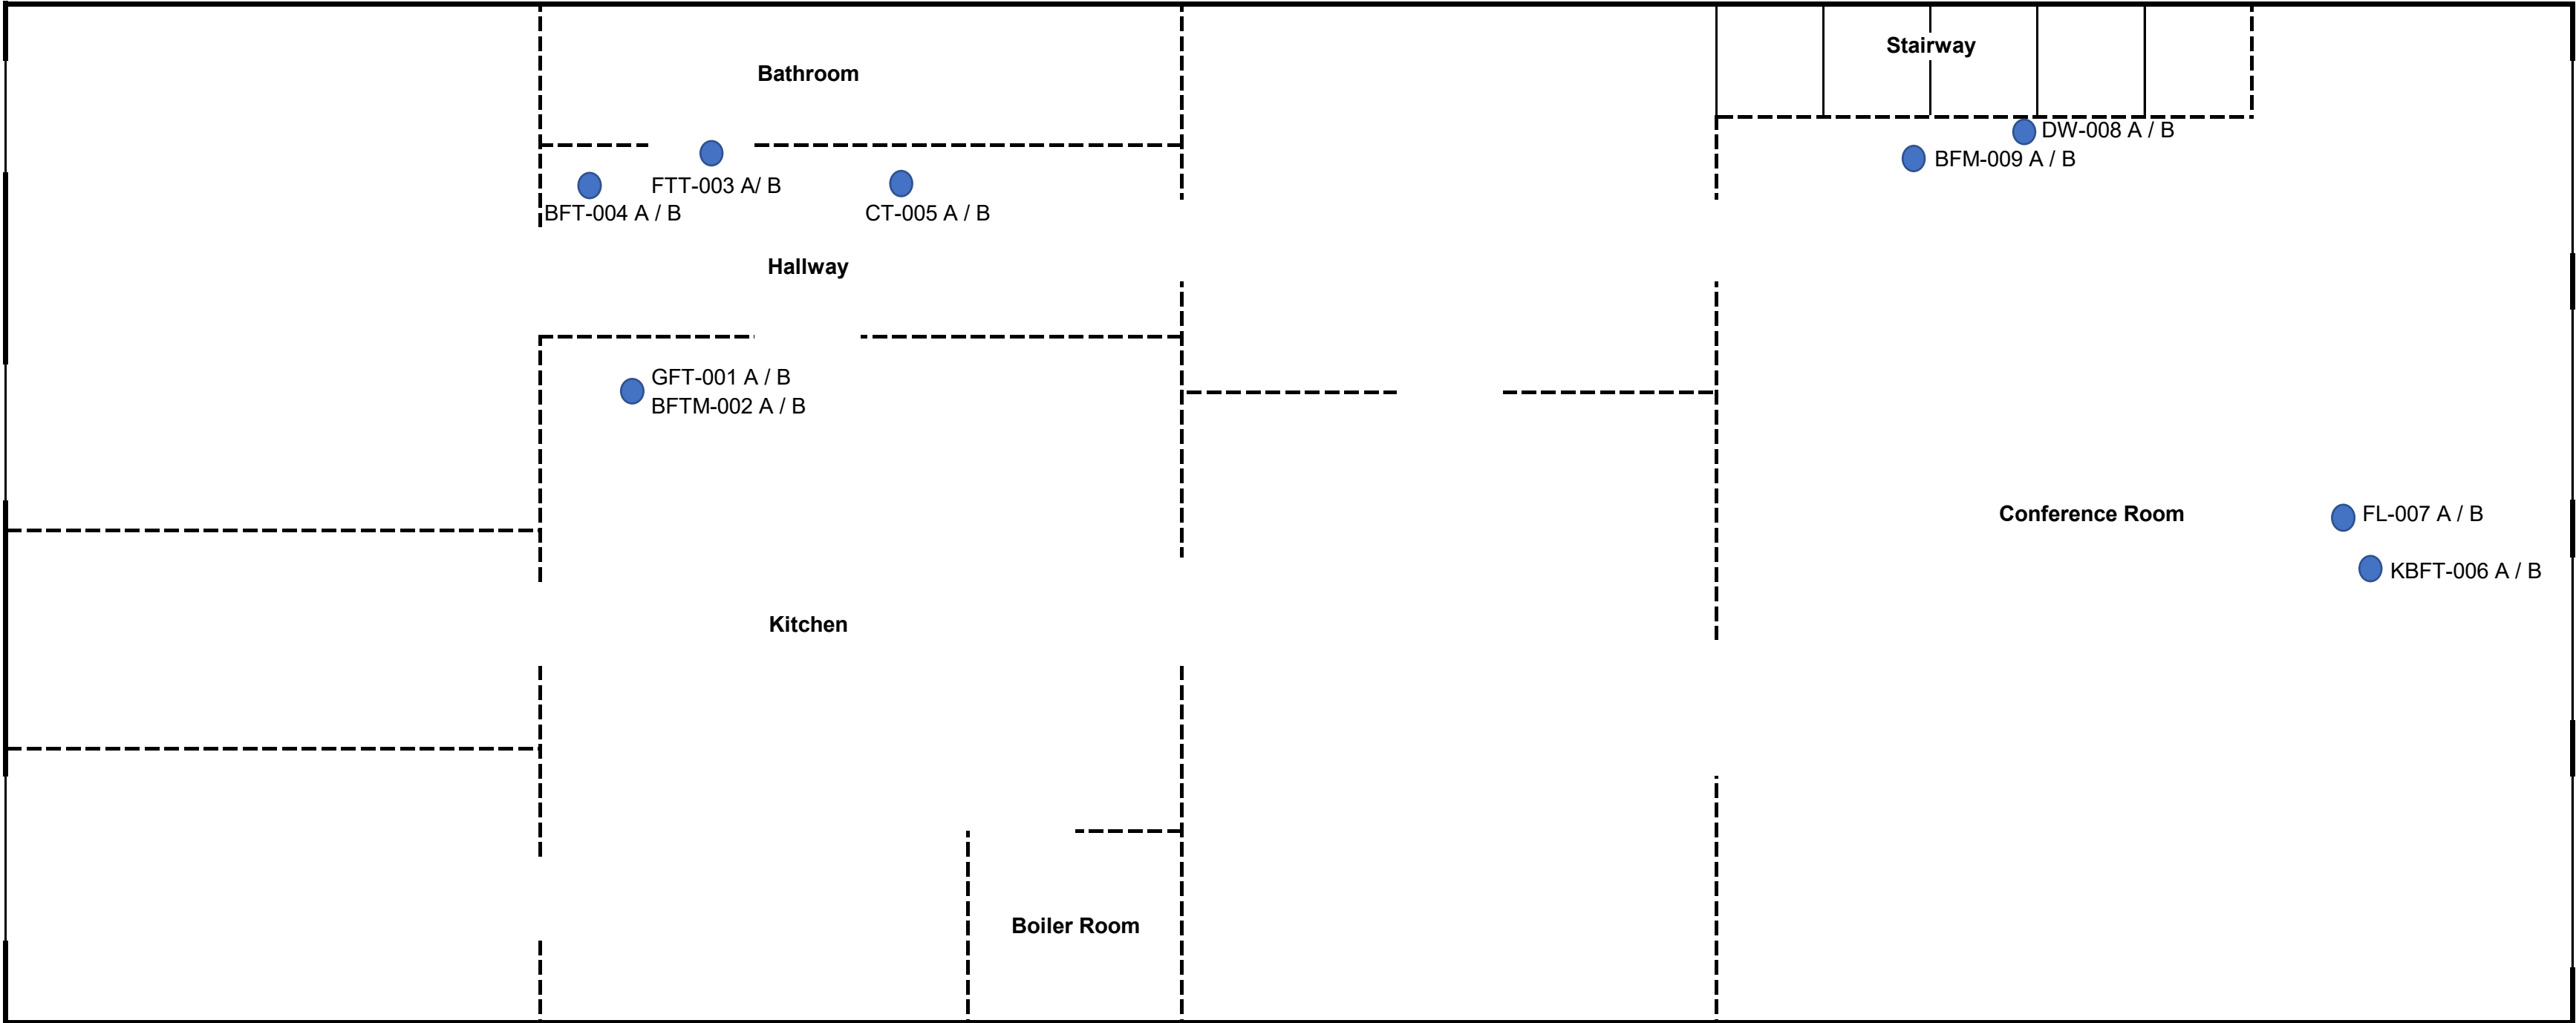 Stairway
Bathroom
DW-008 A / B
BFM-009 A / B
FTT-003 A/ B
BFT-004 A / B
CT-005 A / B
Hallway
GFT-001 A / B
BFTM-002 A / B
Conference Room
FL-007 A / B
KBFT-006 A / B
Kitchen
Boiler Room